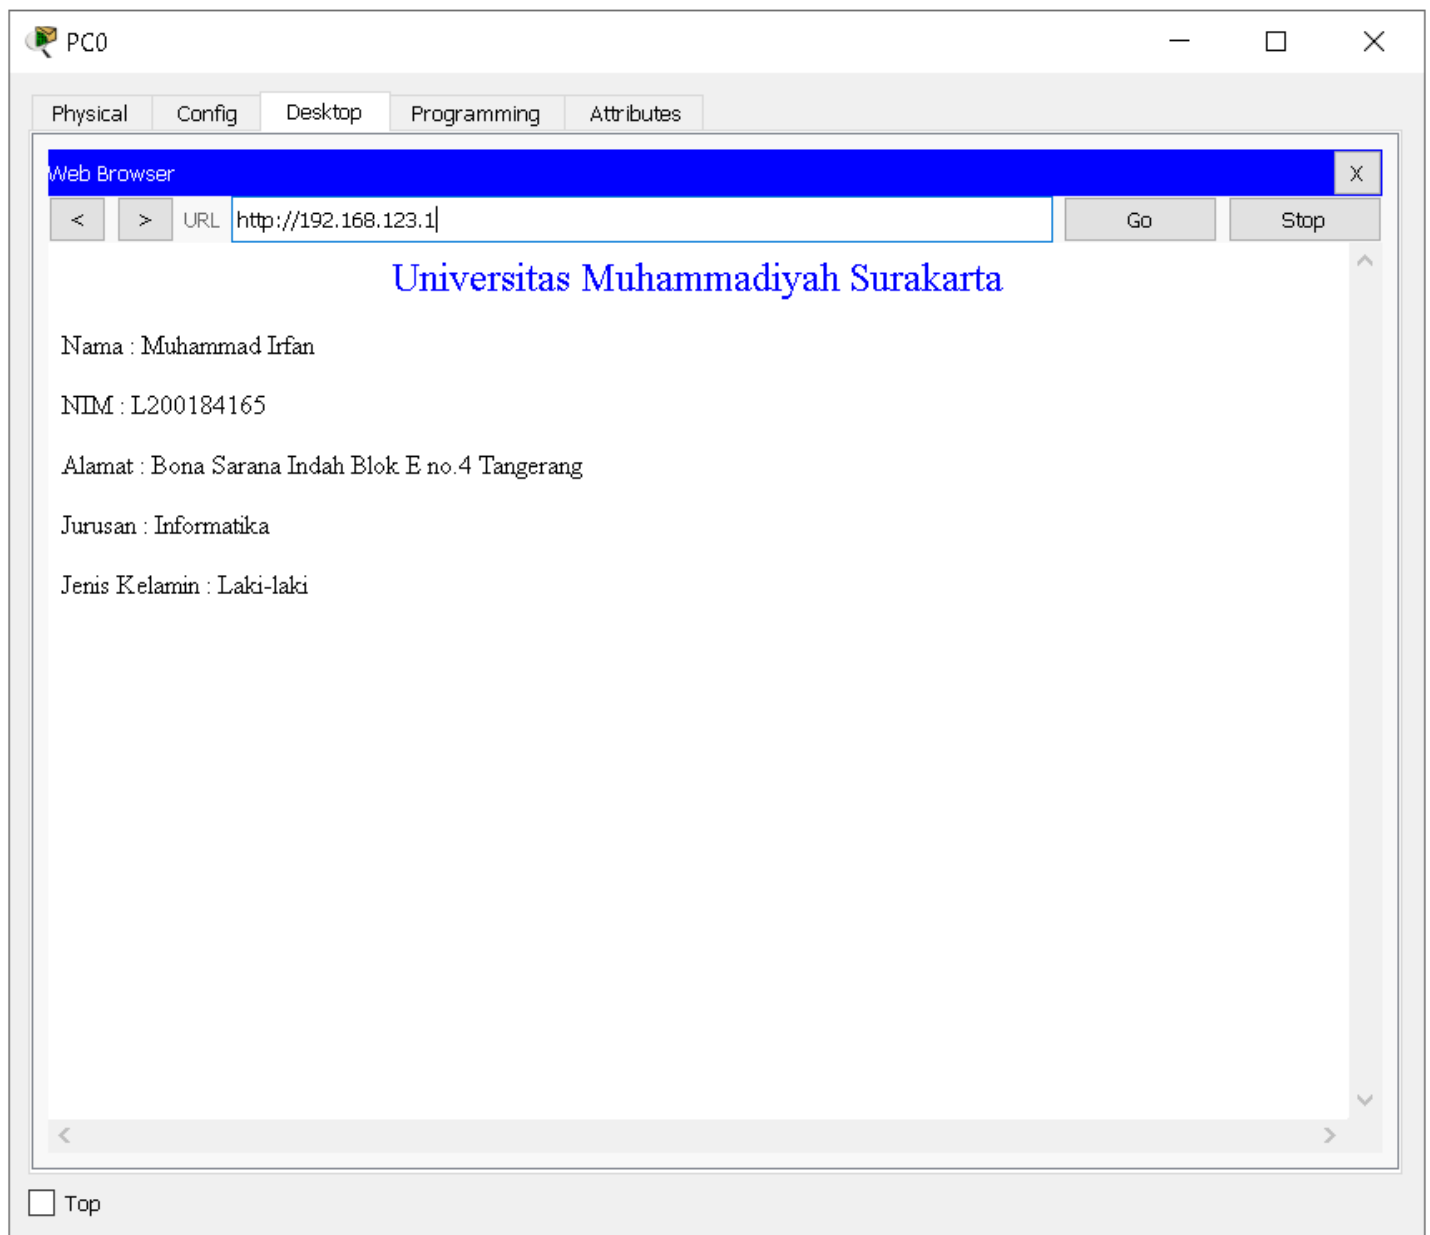 PC0
Physical Config Desktop Programming Attributes
Web Browser X
< > URL http://192.168.123.1 Go Stop
Universitas Muhammadiyah Surakarta
Nama : Muhammad Irfan
NIM : L200184165
Alamat : Bona Sarana Indah Blok E no.4 Tangerang
Jurusan : Informatika
Jenis Kelamin : Laki-laki
Top